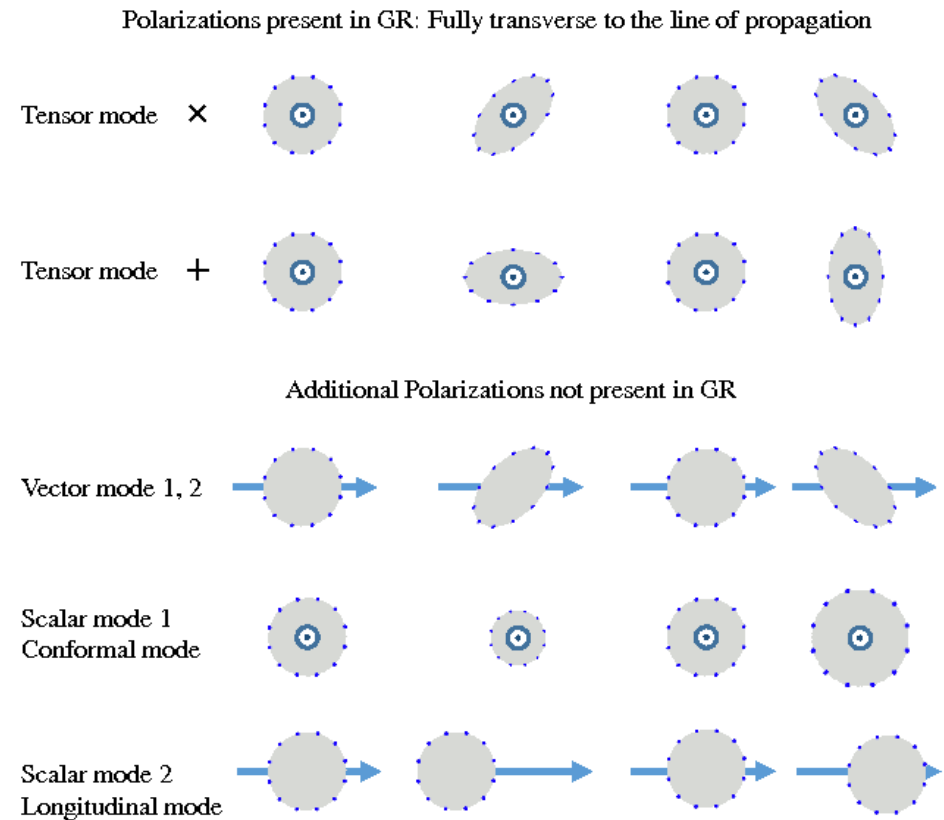 Polarizations present in GR: Fully transverse to the line of propagation
Tensor mode ×
Tensor mode +
Additional Polarizations not present in GR
Vector mode 1, 2
Scalar mode 1
Conformal mode
Scalar mode 2
Longitudinal mode